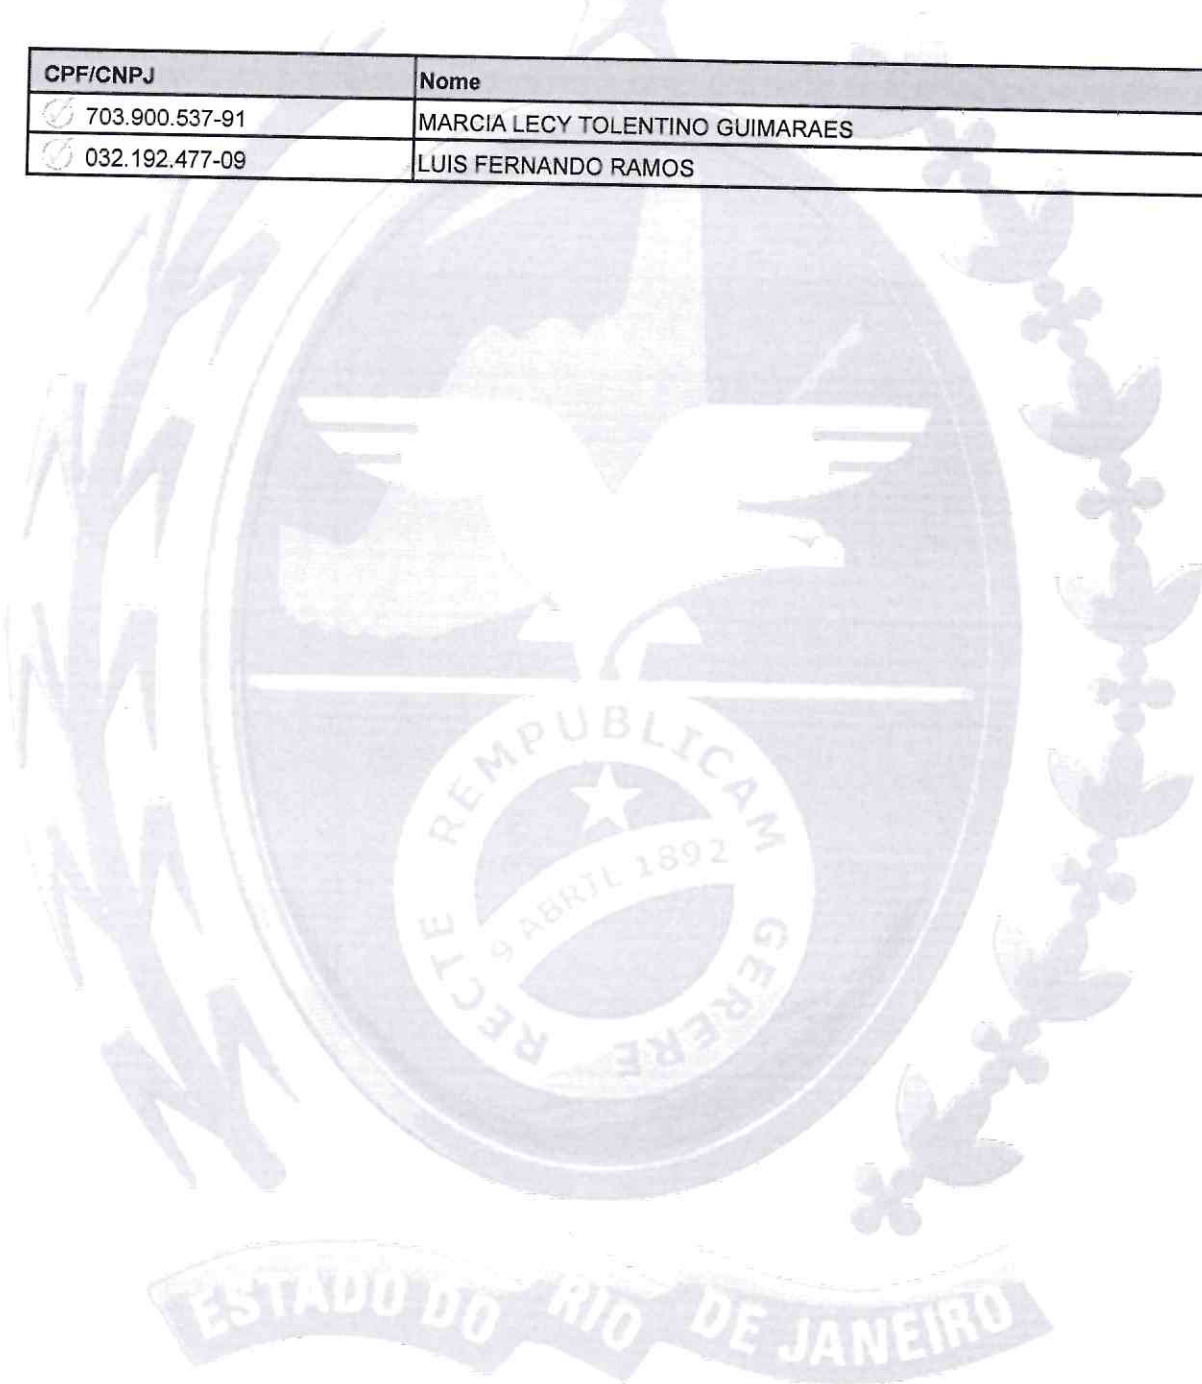 CPF/CNPJ Nome
703.900.537-91 MARCIA LECY TOLENTINO GUIMARAES
032.192.477-09 LUIS FERNANDO RAMOS
RECTE REMPUBLICAM GERERE
9 ABRIL 1892
ESTADO DO RIO DE JANEIRO